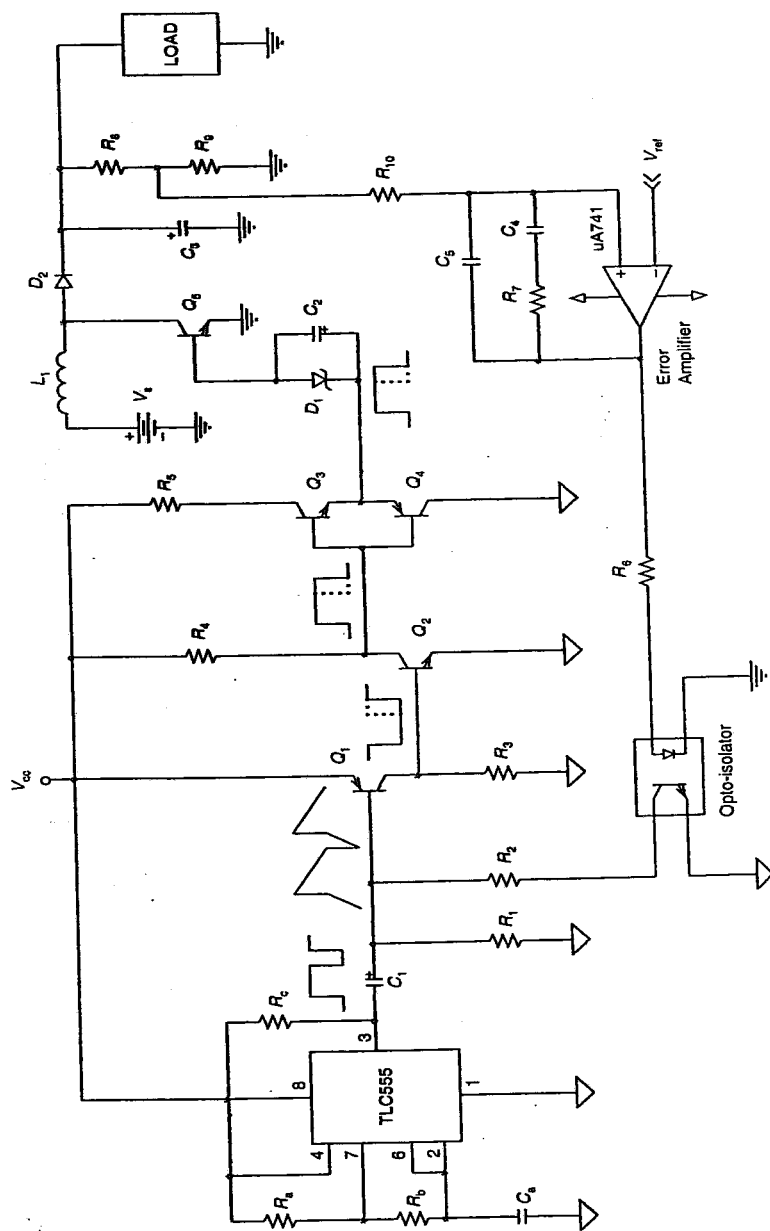 LOAD
R8
R9
R10
C3
D2
L1
Vs
+
-
Q5
C2
D1
R5
Q3
Q4
R4
Q2
Vcc
Q1
R3
R2
R1
C1
Rc
3
8
TLC555
1
4
7
6
2
Ra
Rb
Ca
C5
C4
R7
uA741
+
-
Vref
Error
Amplifier
R6
Opto-isolator